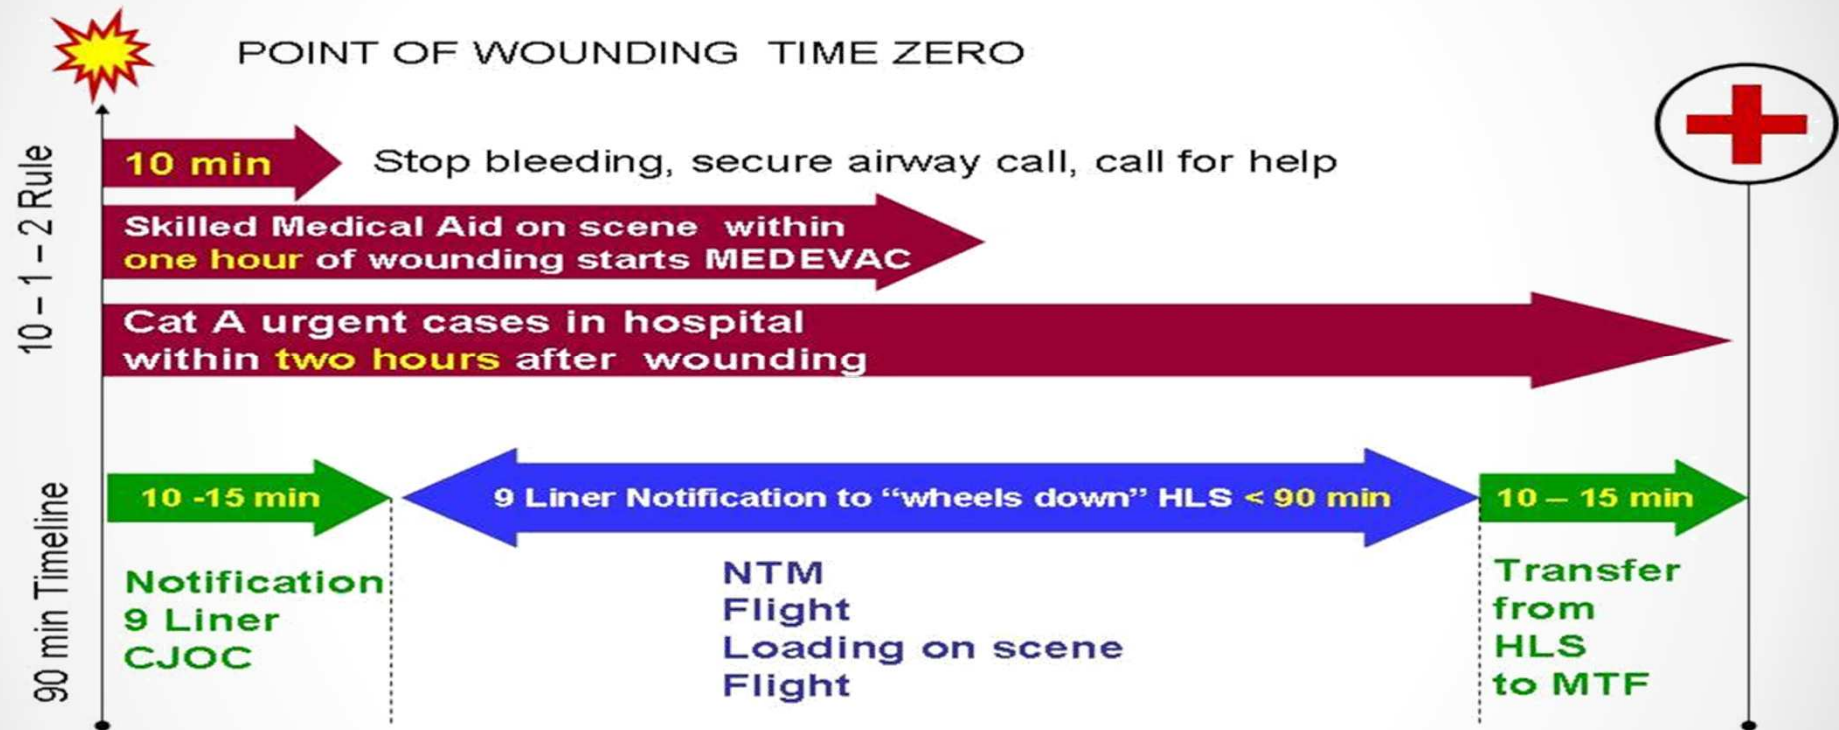 POINT OF WOUNDING TIME ZERO
10 – 1 – 2 Rule
10 min
Stop bleeding, secure airway call, call for help
Skilled Medical Aid on scene within
one hour of wounding starts MEDEVAC
Cat A urgent cases in hospital
within two hours after wounding
90 min Timeline
10 -15 min
9 Liner Notification to “wheels down” HLS < 90 min
10 – 15 min
Notification
9 Liner
CJOC
NTM
Flight
Loading on scene
Flight
Transfer
from
HLS
to MTF